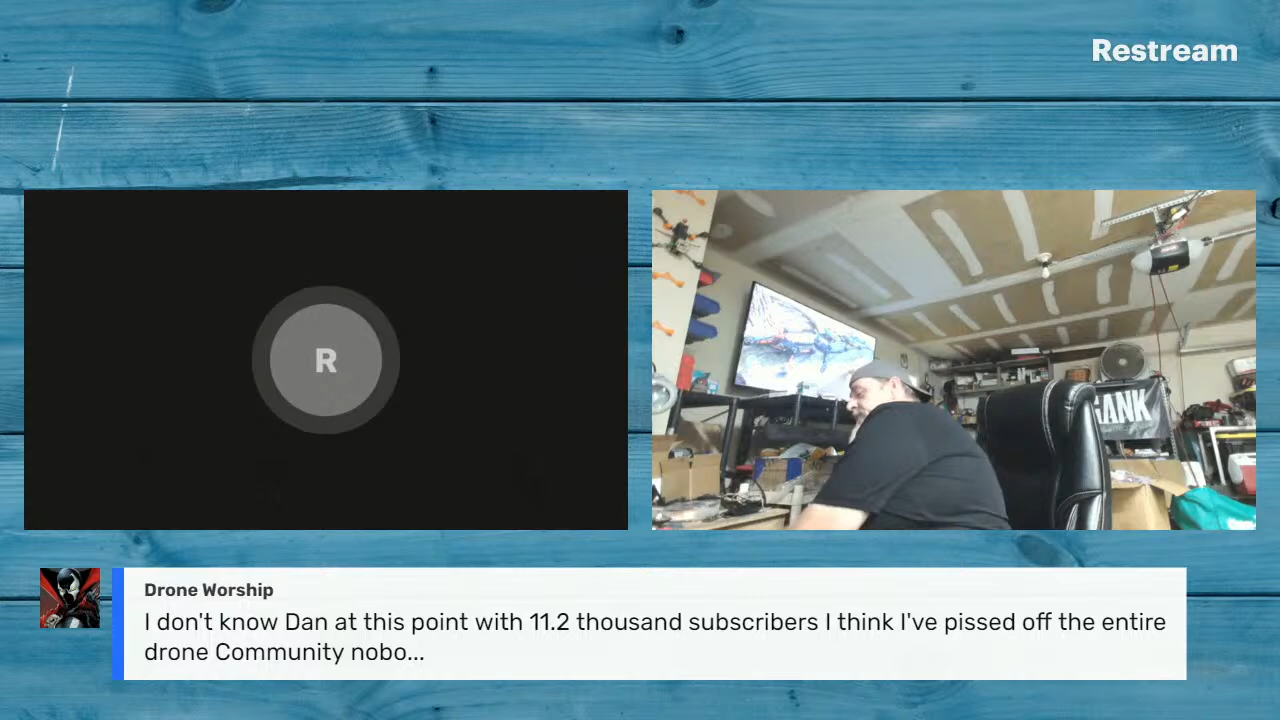 Restream
R
GANK
Drone Worship
I don't know Dan at this point with 11.2 thousand subscribers I think I've pissed off the entire
drone Community nobo...